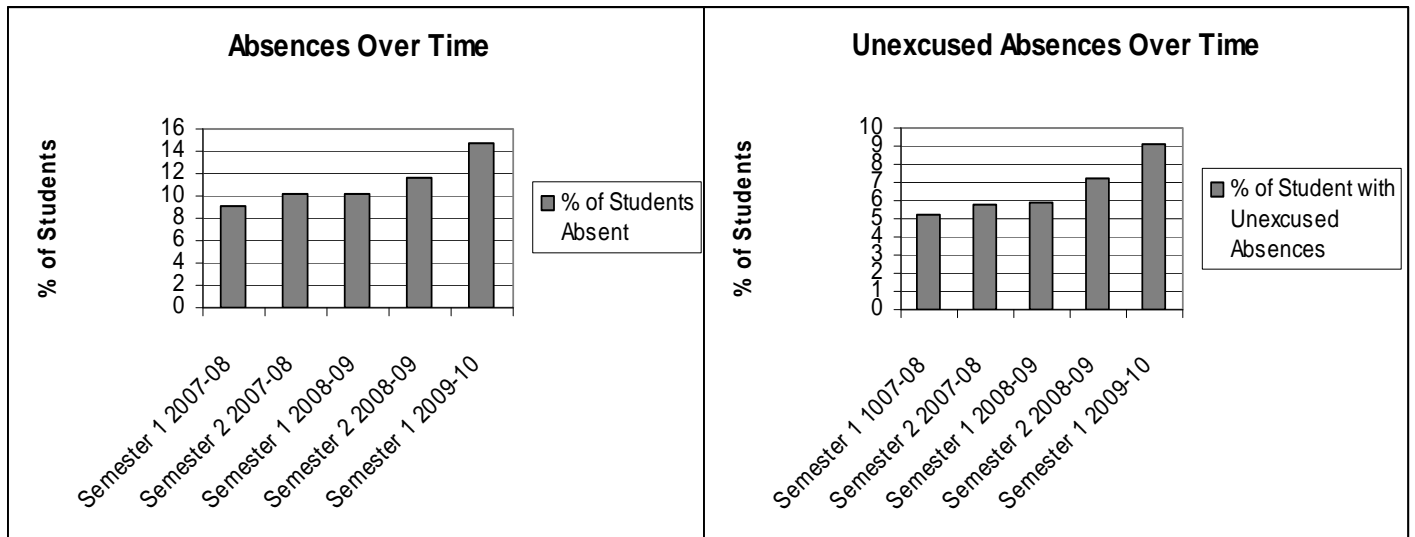 Absences Over Time
% of Students
16
14
12
10
8
6
4
2
0
Semester 1 2007-08
Semester 2 2007-08
Semester 1 2008-09
Semester 2 2008-09
Semester 1 2009-10
% of Students
Absent
Unexcused Absences Over Time
% of Students
10
9
8
7
6
5
4
3
2
1
0
Semester 1 1007-08
Semester 2 2007-08
Semester 1 2008-09
Semester 2 2008-09
Semester 1 2009-10
% of Student with
Unexcused
Absences